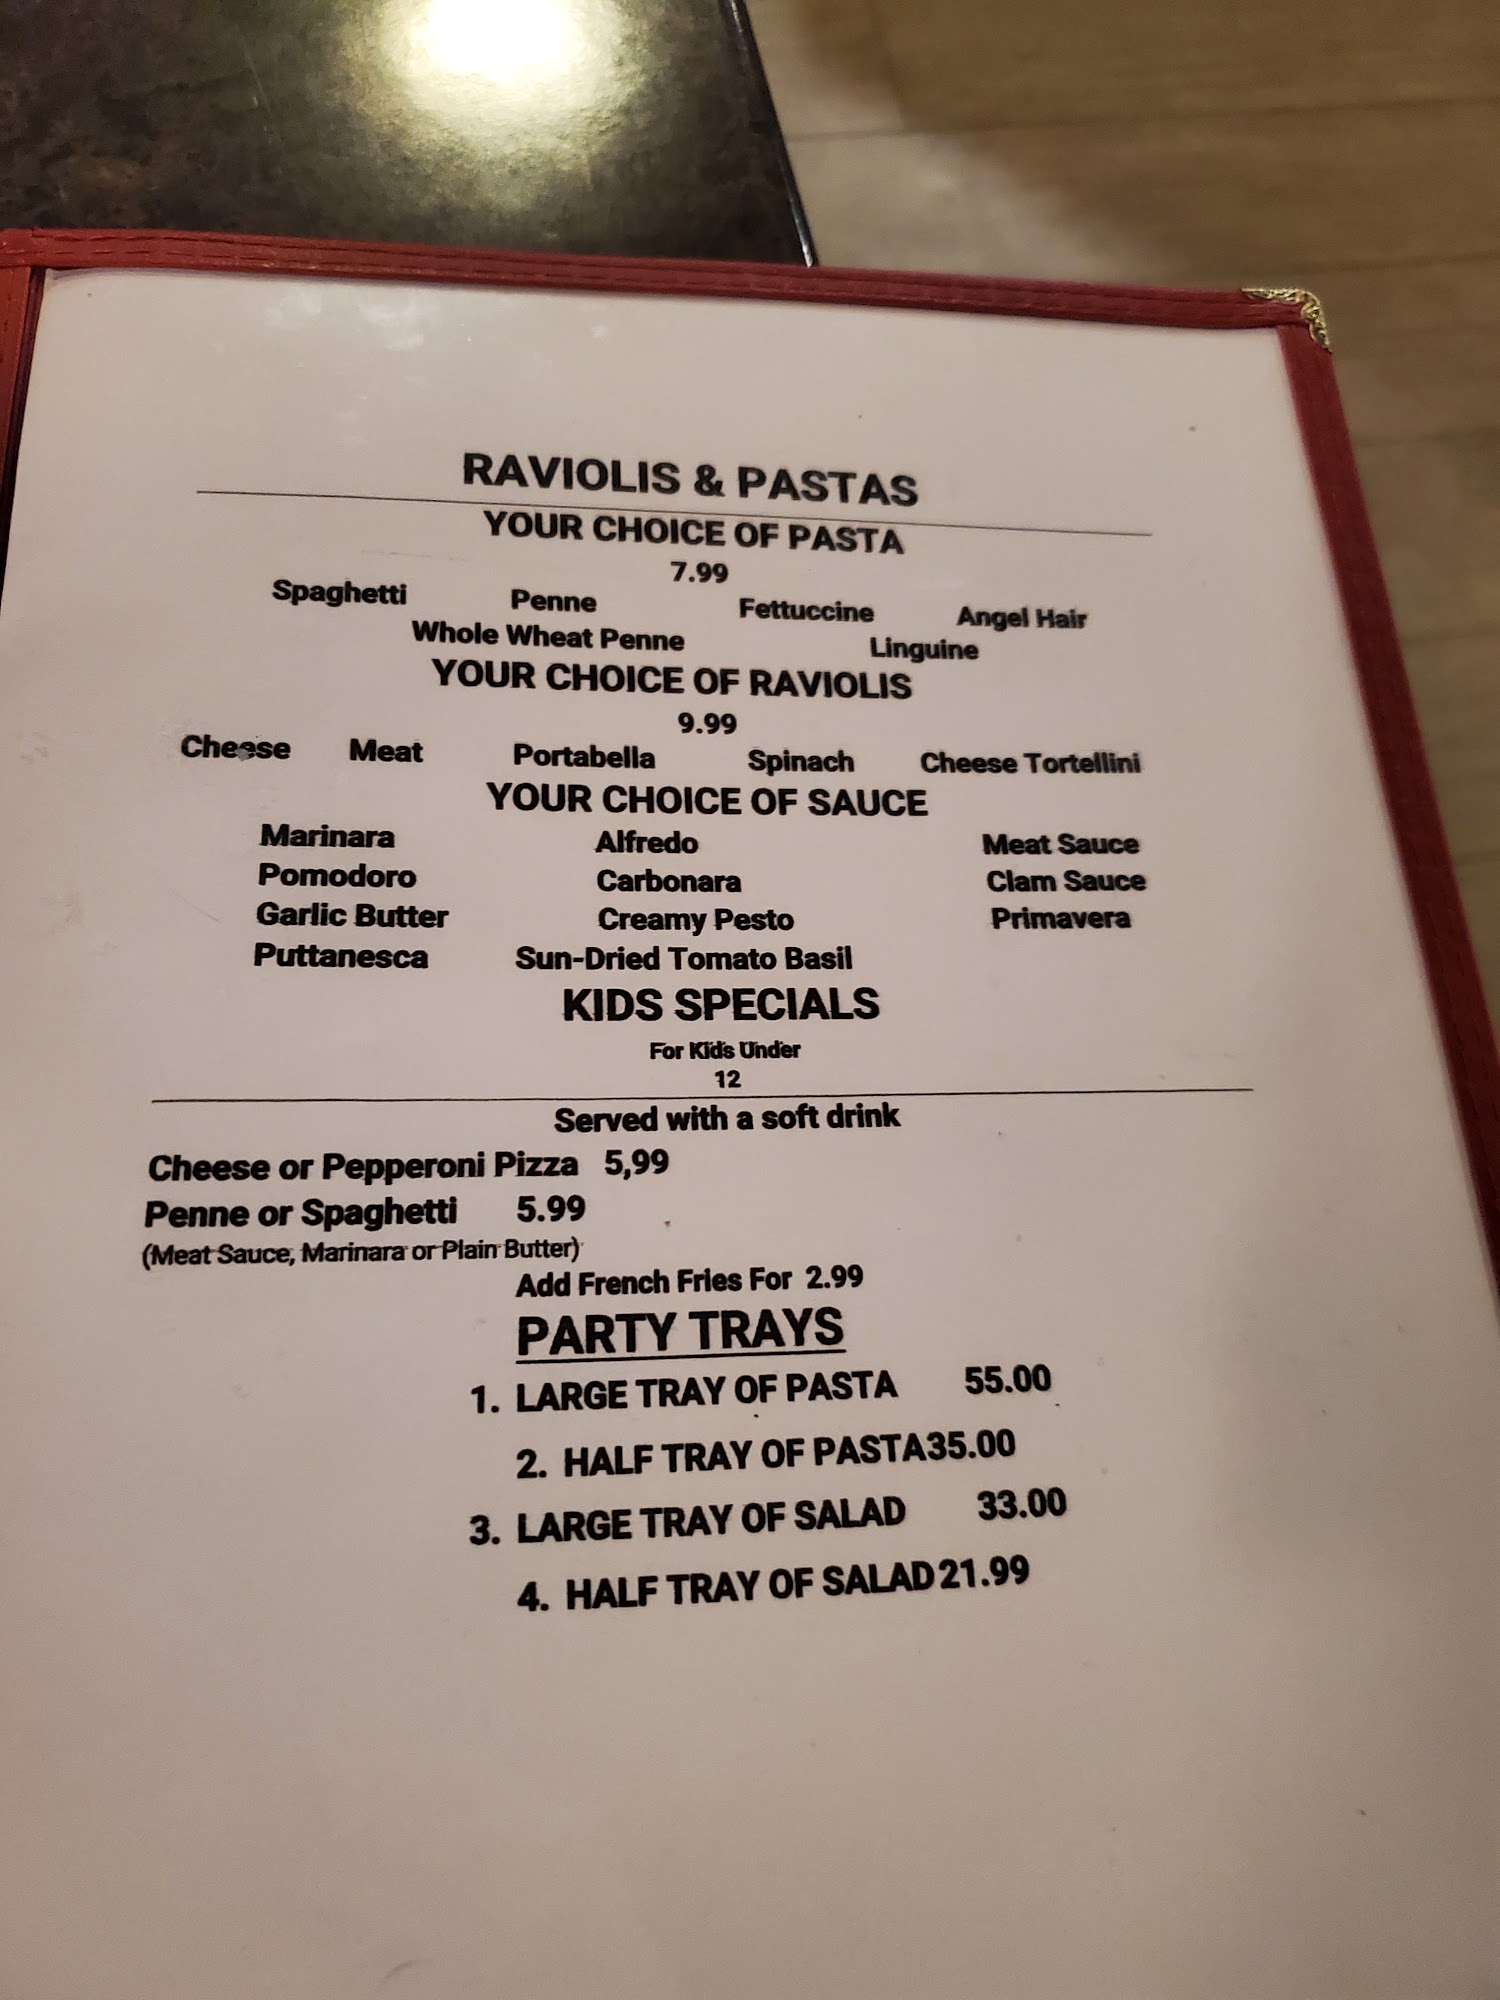 RAVIOLIS & PASTAS
YOUR CHOICE OF PASTA
7.99
Spaghetti Penne Fettuccine Angel Hair
Whole Wheat Penne Linguine
YOUR CHOICE OF RAVIOLIS
9.99
Cheese Meat Portabella Spinach Cheese Tortellini
YOUR CHOICE OF SAUCE
Marinara Alfredo Meat Sauce
Pomodoro Carbonara Clam Sauce
Garlic Butter Creamy Pesto Primavera
Puttanesca Sun-Dried Tomato Basil
KIDS SPECIALS
For Kids Under
12
Served with a soft drink
Cheese or Pepperoni Pizza 5,99
Penne or Spaghetti 5.99
(Meat Sauce, Marinara or Plain Butter)
Add French Fries For 2.99
PARTY TRAYS
1. LARGE TRAY OF PASTA 55.00
2. HALF TRAY OF PASTA35.00
3. LARGE TRAY OF SALAD 33.00
4. HALF TRAY OF SALAD21.99